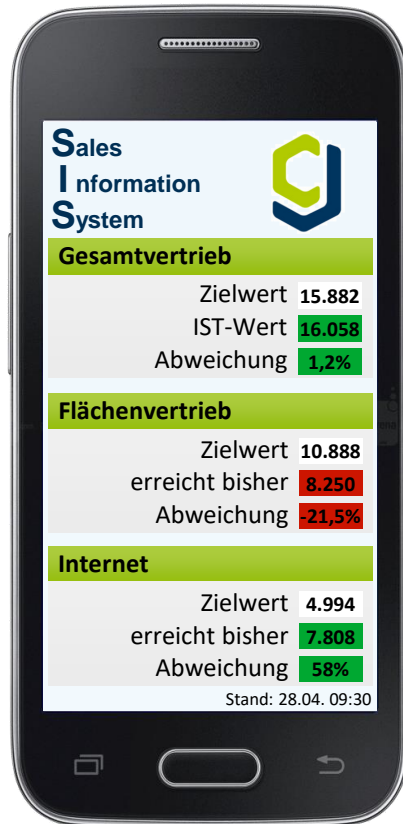 Sales
I nformation
System
Gesamtvertrieb
Zielwert 15.882
IST-Wert 16.058
Abweichung 1,2%
Flächenvertrieb
Zielwert 10.888
erreicht bisher 8.250
Abweichung -21,5%
Internet
Zielwert 4.994
erreicht bisher 7.808
Abweichung 58%
Stand: 28.04. 09:30